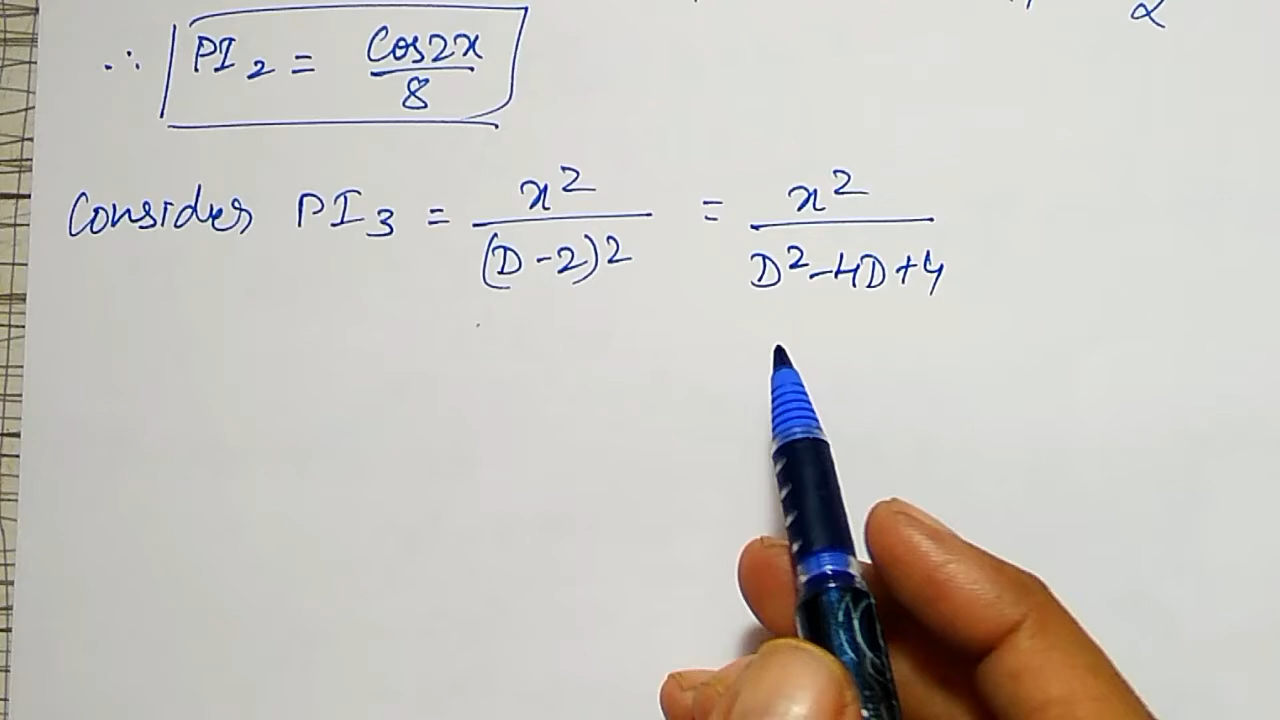 α
∴ PI₂ = cos2x/8
Consider PI₃ = x²/(D-2)² = x²/D²-4D+4